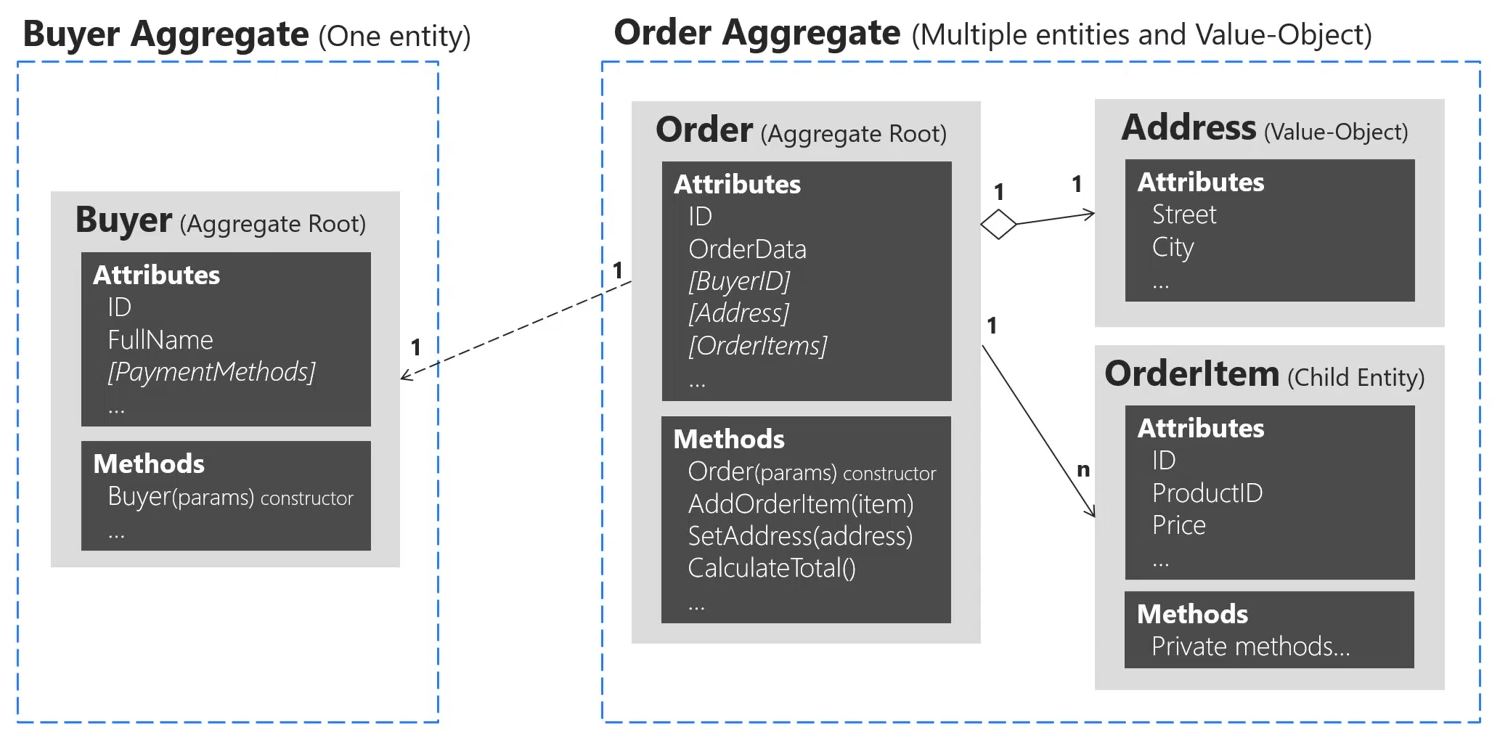 Buyer Aggregate (One entity)
Buyer (Aggregate Root)
Attributes
ID
FullName
[PaymentMethods]
...
Methods
Buyer(params) constructor
...
1
1
Order Aggregate (Multiple entities and Value-Object)
Order (Aggregate Root)
Attributes
ID
OrderData
[BuyerID]
[Address]
[OrderItems]
...
Methods
Order(params) constructor
AddOrderItem(item)
SetAddress(address)
CalculateTotal()
...
1
1
1
n
Address (Value-Object)
Attributes
Street
City
...
OrderItem (Child Entity)
Attributes
ID
ProductID
Price
...
Methods
Private methods...